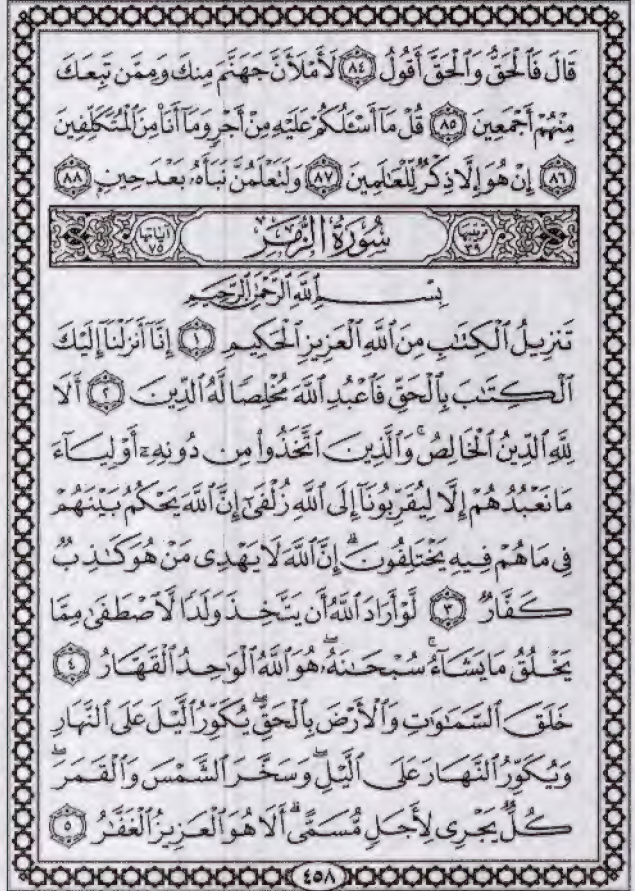 قَالَ فَٱلْحَقُّ وَٱلْحَقَّ أَقُولُ ٨٤ لَأَمْلَأَنَّ جَهَنَّمَ مِنكَ وَمِمَّن تَبِعَكَ
مِنْهُمْ أَجْمَعِينَ ٨٥ قُلْ مَآ أَسْـَٔلُكُمْ عَلَيْهِ مِنْ أَجْرٍ وَمَآ أَنَا۠ مِنَ ٱلْمُتَكَلِّفِينَ
٨٦ إِنْ هُوَ إِلَّا ذِكْرٌ لِّلْعَـٰلَمِينَ ٨٧ وَلَتَعْلَمُنَّ نَبَأَهُۥ بَعْدَ حِينٍۭ ٨٨
ترتيبها ٣٩ سُورَةُ الزُّمَرِ آياتها ٧٥
بِسْمِ ٱللَّهِ ٱلرَّحْمَـٰنِ ٱلرَّحِيمِ
تَنزِيلُ ٱلْكِتَـٰبِ مِنَ ٱللَّهِ ٱلْعَزِيزِ ٱلْحَكِيمِ ١ إِنَّآ أَنزَلْنَآ إِلَيْكَ
ٱلْكِتَـٰبَ بِٱلْحَقِّ فَٱعْبُدِ ٱللَّهَ مُخْلِصًا لَّهُ ٱلدِّينَ ٢ أَلَا
لِلَّهِ ٱلدِّينُ ٱلْخَالِصُ ۚ وَٱلَّذِينَ ٱتَّخَذُوا۟ مِن دُونِهِۦٓ أَوْلِيَآءَ
مَا نَعْبُدُهُمْ إِلَّا لِيُقَرِّبُونَآ إِلَى ٱللَّهِ زُلْفَىٰٓ إِنَّ ٱللَّهَ يَحْكُمُ بَيْنَهُمْ
فِى مَا هُمْ فِيهِ يَخْتَلِفُونَ ۗ إِنَّ ٱللَّهَ لَا يَهْدِى مَنْ هُوَ كَـٰذِبٌ
كَفَّارٌ ٣ لَّوْ أَرَادَ ٱللَّهُ أَن يَتَّخِذَ وَلَدًا لَّٱصْطَفَىٰ مِمَّا
يَخْلُقُ مَا يَشَآءُ ۚ سُبْحَـٰنَهُۥ ۖ هُوَ ٱللَّهُ ٱلْوَٰحِدُ ٱلْقَهَّارُ ٤
خَلَقَ ٱلسَّمَـٰوَٰتِ وَٱلْأَرْضَ بِٱلْحَقِّ ۖ يُكَوِّرُ ٱلَّيْلَ عَلَى ٱلنَّهَارِ
وَيُكَوِّرُ ٱلنَّهَارَ عَلَى ٱلَّيْلِ ۖ وَسَخَّرَ ٱلشَّمْسَ وَٱلْقَمَرَ ۖ
كُلٌّ يَجْرِى لِأَجَلٍ مُّسَمًّى ۗ أَلَا هُوَ ٱلْعَزِيزُ ٱلْغَفَّـٰرُ ٥
٤٥٨